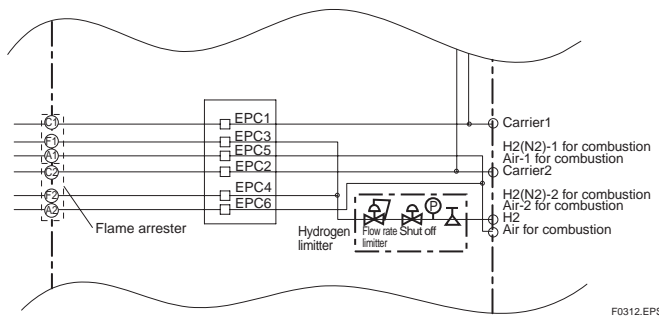 C1
EPC1
Carrier1
F1
EPC3
H2(N2)-1 for combustion
A1
EPC5
Air-1 for combustion
C2
EPC2
Carrier2
F2
EPC4
H2(N2)-2 for combustion
A2
EPC6
Air-2 for combustion
P
H2
Flame arrester
Hydrogen
limitter
Flow rate
limitter
Shut off
Air for combustion
F0312.EPS